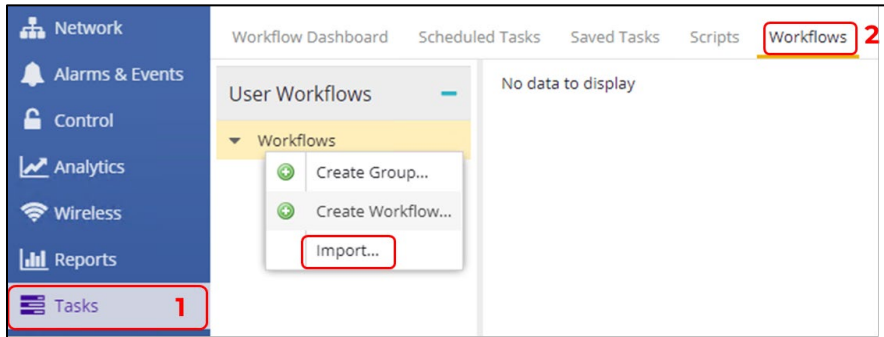 Network
Alarms & Events
Control
Analytics
Wireless
Reports
Tasks 1
Workflow Dashboard Scheduled Tasks Saved Tasks Scripts Workflows 2
User Workflows
Workflows
Create Group...
Create Workflow...
Import...
No data to display